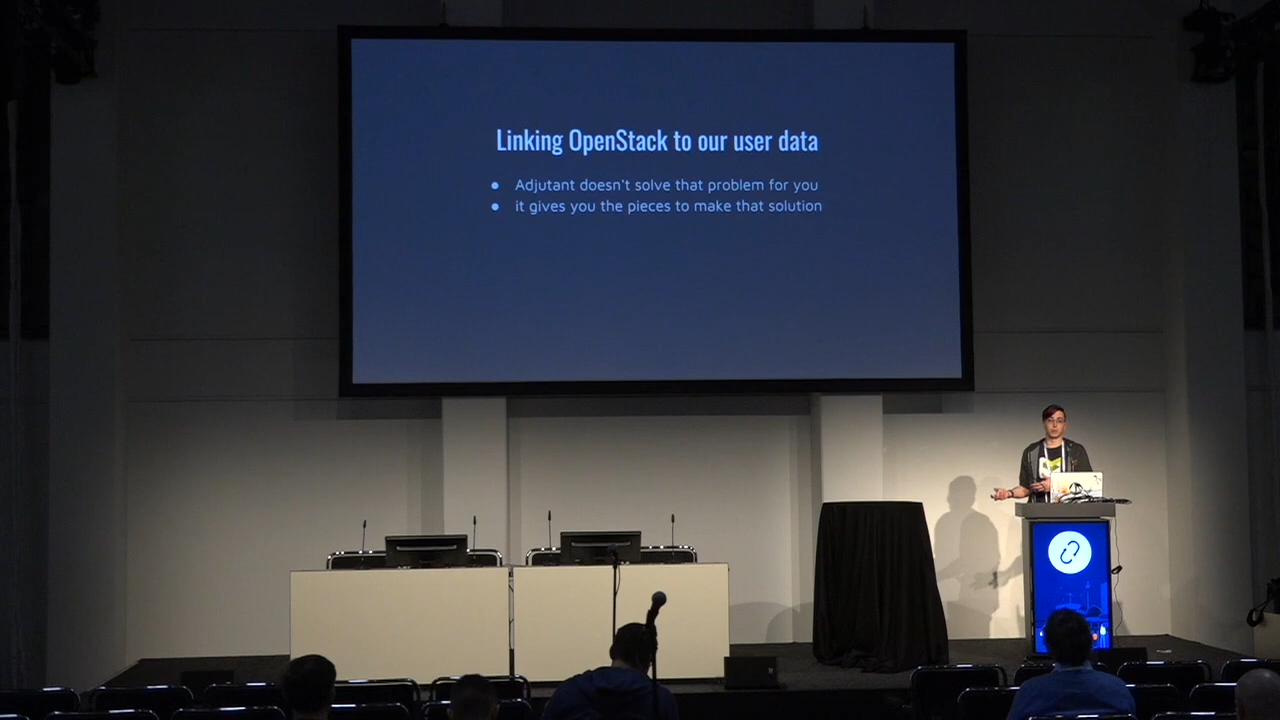 Linking OpenStack to our user data
● Adjutant doesn't solve that problem for you
● it gives you the pieces to make that solution